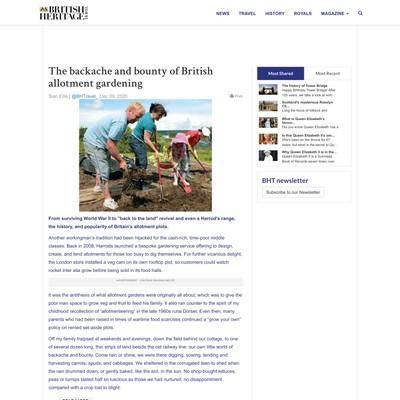 BRITISH
HERITAGE
TRAVEL
NEWS TRAVEL HISTORY ROYALS MAGAZINE
The backache and bounty of British
allotment gardening
Sian Ellis | @BHTravel_ Dec 09, 2020
Print
From surviving World War II to "back to the land" revival and even a Harrod's range,
the history, and popularity of Britain's allotment plots.
Another workingman's tradition had been hijacked for the cash-rich, time-poor middle
classes. Back in 2008, Harrods launched a bespoke gardening service offering to design,
create, and tend allotments for those too busy to dig themselves. For further vicarious delight,
the London store installed a veg cam on its own rooftop plot, so customers could watch
rocket inter alia grow before being sold in its food halls.
ADVERTISEMENT - CONTINUE READING BELOW
It was the antithesis of what allotment gardens were originally all about, which was to give the
poor man space to grow veg and fruit to feed his family. It also ran counter to the spirit of my
childhood recollection of "allotmenteering" in the late 1960s rural Dorset. Even then, many
parents who had been raised in times of wartime food scarcities continued a "grow your own"
policy on rented set-aside plots.
Off my family traipsed at weekends and evenings, down the field behind our cottage, to one
of several dozen long, thin strips of land beside the old railway line: our own little world of
backache and bounty. Come rain or shine, we were there digging, sowing, tending and
harvesting carrots, spuds, and cabbages. We sheltered in the corrugated lean-to shed when
the rain drummed down, or gently baked, like the soil, in the sun. No shop-bought lettuces,
peas or turnips tasted half so luscious as those we had nurtured; no disappointment
compared with a crop lost to blight.
Most Shared Most Recent
The history of Tower Bridge
Happy Birthday Tower Bridge! After
125 years, we take a look at som...
Scotland's mysterious Rosslyn
Ch...
Long the focus of folklore and
What is Queen Elizabeth's
favour...
Did you know Queen Elizabeth has a
Is this Queen Elizabeth II's own...
She's been on the throne for 67
years, but what is the secret to Qu...
Why Queen Elizabeth II is in the...
Queen Elizabeth is a Guinness
Book of Records seven times havi...
BHT newsletter
Subscribe to our Newsletter